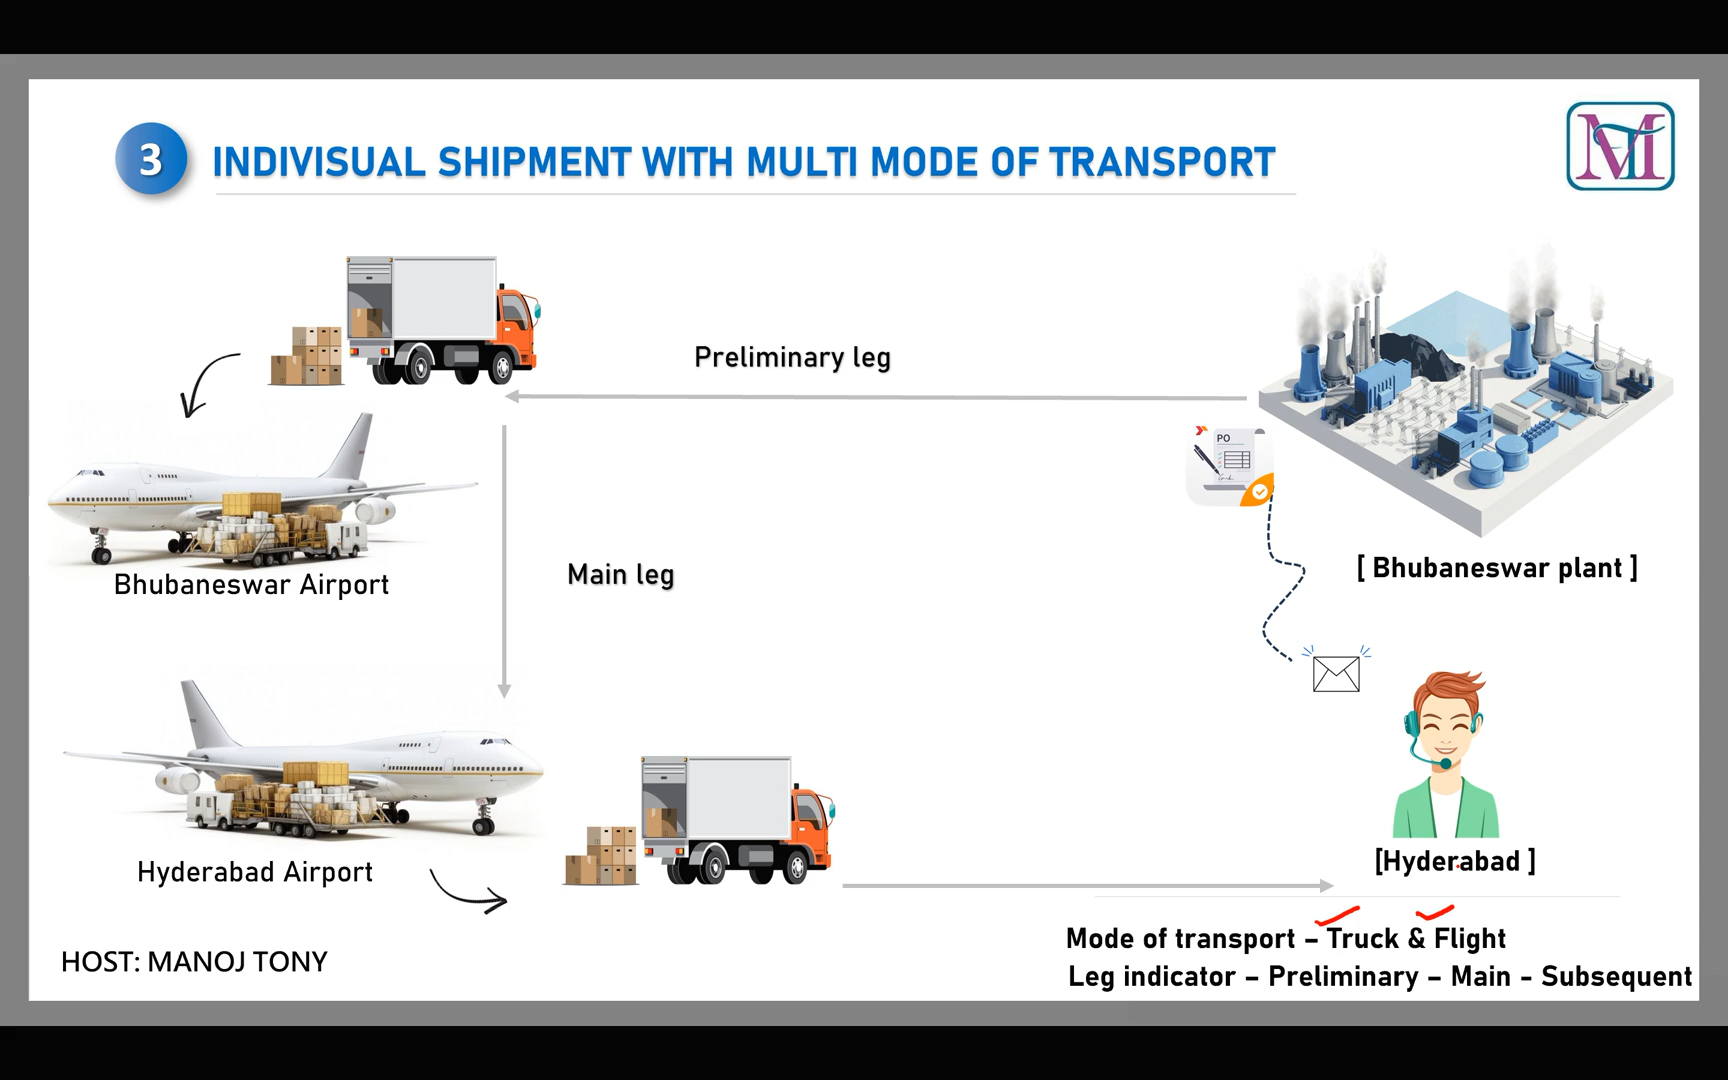 3
INDIVISUAL SHIPMENT WITH MULTI MODE OF TRANSPORT
MT
Preliminary leg
PO
Bhubaneswar Airport
Main leg
[ Bhubaneswar plant ]
Hyderabad Airport
[Hyderabad ]
Mode of transport – Truck & Flight
Leg indicator – Preliminary – Main - Subsequent
HOST: MANOJ TONY